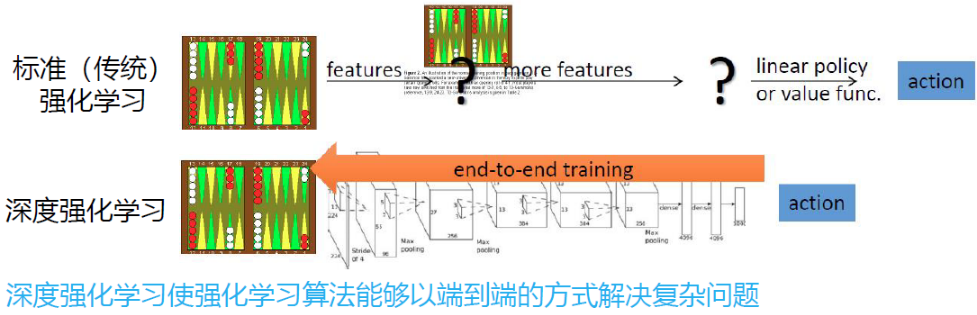 标准（传统）
强化学习
features
?
more features
?
linear policy
or value func.
action
深度强化学习
end-to-end training
action
224
Stride
of 4
96
Max
pooling
256
Max
pooling
384
384
256
Max
pooling
dense
dense
4096
4096
1000
深度强化学习使强化学习算法能够以端到端的方式解决复杂问题